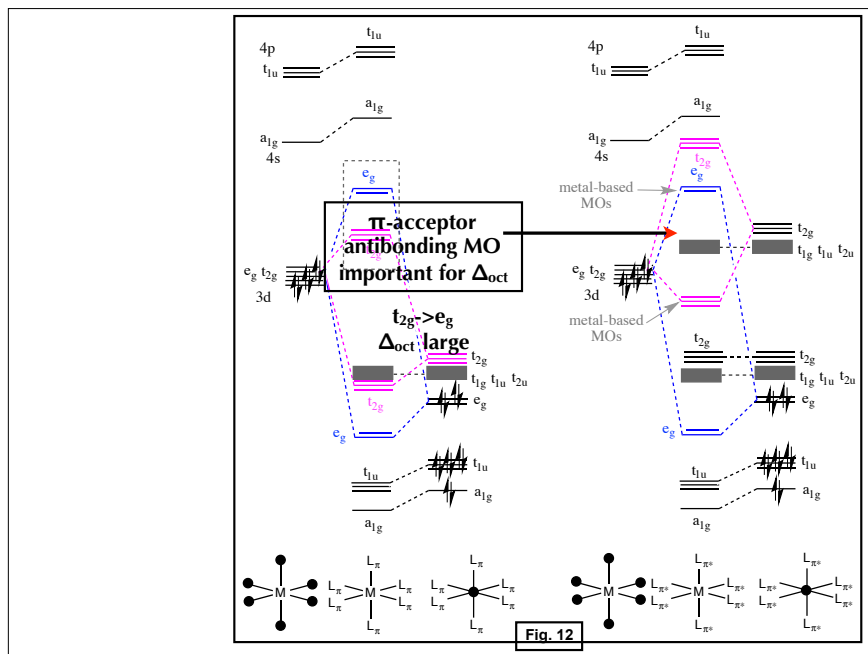 4p
t1u
t1u
a1g
a1g
4s
eg
t2g
eg t2g
3d
π-acceptor
antibonding MO
important for Δoct
t2g->eg
Δoct large
t2g
t1g t1u t2u
t2g
eg
eg
t1u
t1u
a1g
a1g
M
Lπ
Lπ
Lπ
M
Lπ
Lπ
Lπ
Lπ
Lπ
Lπ
Lπ
Lπ
Lπ
4p
t1u
t1u
a1g
a1g
4s
t2g
eg
metal-based
MOs
t2g
t1g t1u t2u
eg t2g
3d
metal-based
MOs
t2g
t2g
t1g t1u t2u
eg
eg
t1u
t1u
a1g
a1g
M
Lπ*
Lπ*
Lπ*
M
Lπ*
Lπ*
Lπ*
Lπ*
Lπ*
Lπ*
Lπ*
Lπ*
Lπ*
Fig. 12